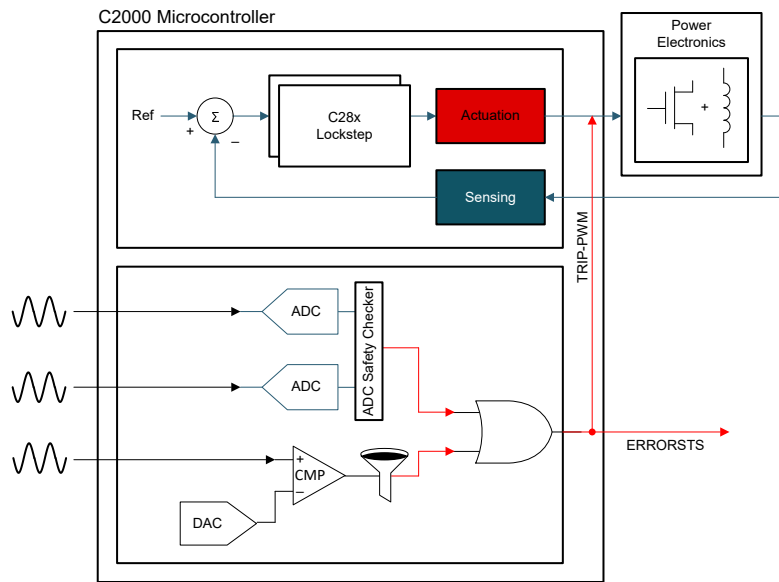 C2000 Microcontroller
Power
Electronics
Ref
Σ
+
−
C28x
Lockstep
Actuation
+
Sensing
TRIP-PWM
ADC
ADC Safety Checker
ADC
+
CMP
−
DAC
ERRORSTS